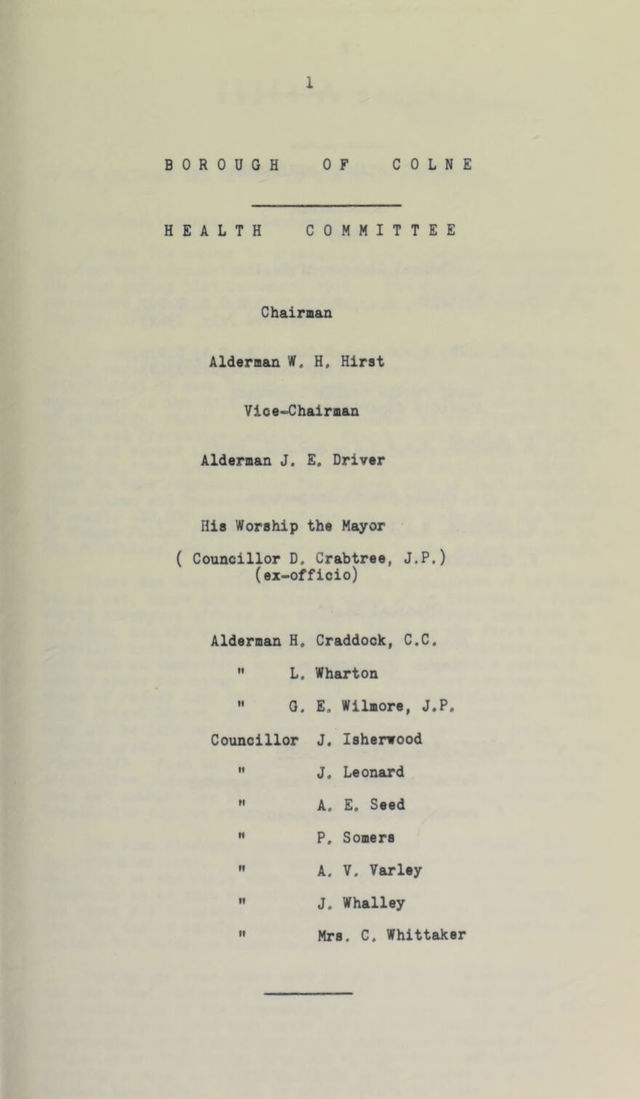 1
BOROUGH OF COLNE
HEALTH COMMITTEE
Chairman
Alderman W. H. Hirst
Vice-Chairman
Alderman J. E. Driver
His Worship the Mayor
( Councillor D. Crabtree, J.P.)
(ex-officio)
Alderman H. Craddock, C.C.
" L. Wharton
" G. E. Wilmore, J.P.
Councillor J. Isherwood
" J. Leonard
" A. E. Seed
" P. Somers
" A. V. Varley
" J. Whalley
" Mrs. C. Whittaker